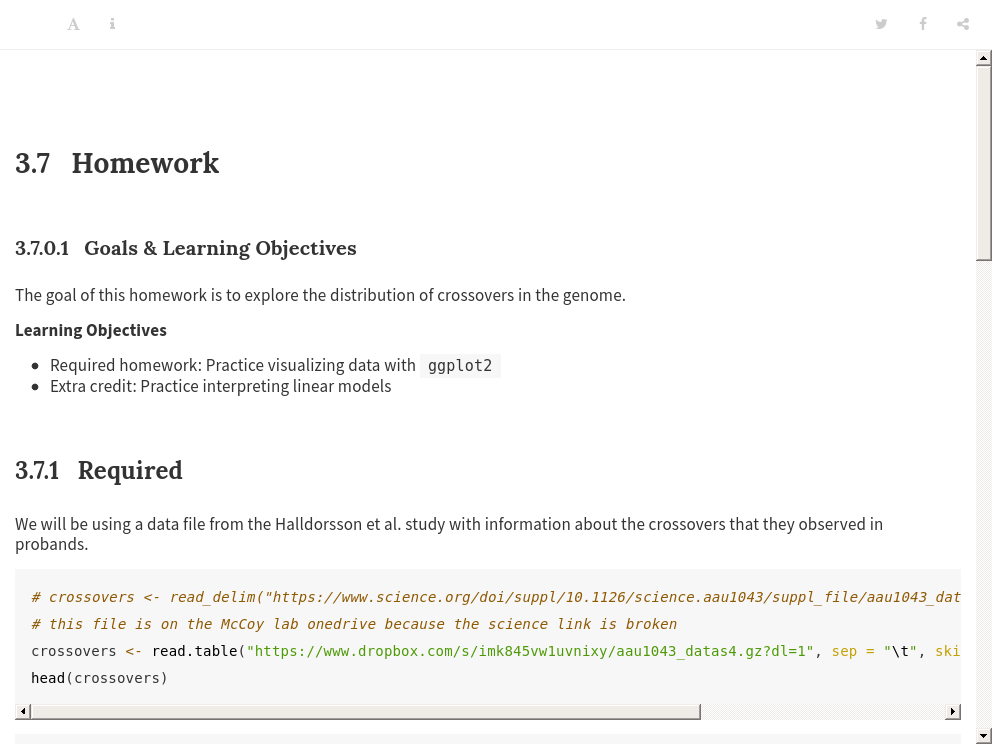 3.7 Homework
3.7.0.1 Goals & Learning Objectives
The goal of this homework is to explore the distribution of crossovers in the genome.
Learning Objectives
Required homework: Practice visualizing data with ggplot2
Extra credit: Practice interpreting linear models
3.7.1 Required
We will be using a data file from the Halldorsson et al. study with information about the crossovers that they observed in
probands.
# crossovers <- read_delim("https://www.science.org/doi/suppl/10.1126/science.aau1043/suppl_file/aau1043_dat
# this file is on the McCoy lab onedrive because the science link is broken
crossovers <- read.table("https://www.dropbox.com/s/imk845vw1uvnixy/aau1043_datas4.gz?dl=1", sep = "\t", ski
head(crossovers)